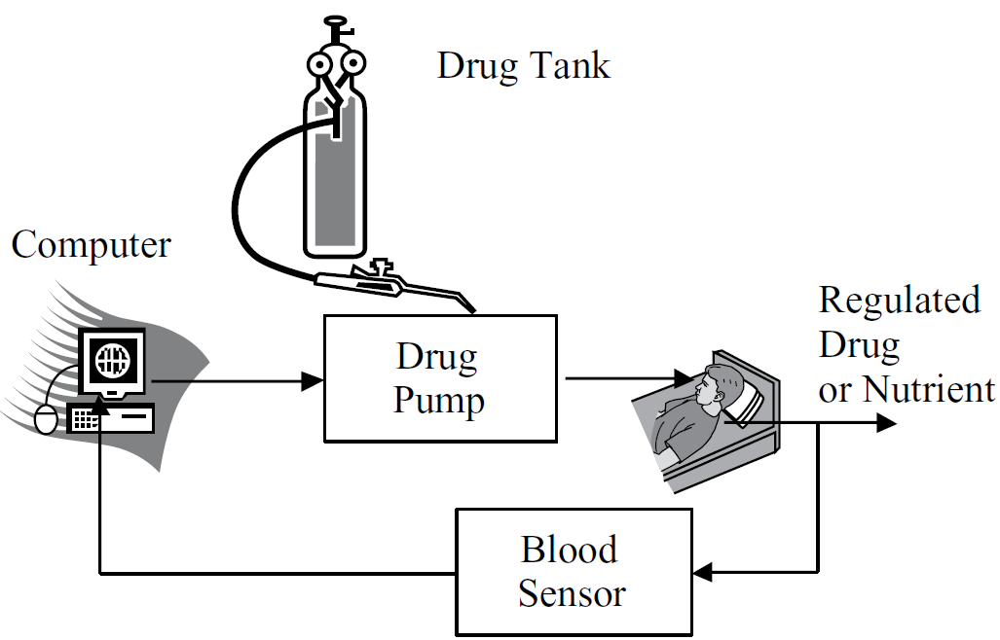 Drug Tank
Computer
Regulated
Drug
or Nutrient
Drug
Pump
Blood
Sensor